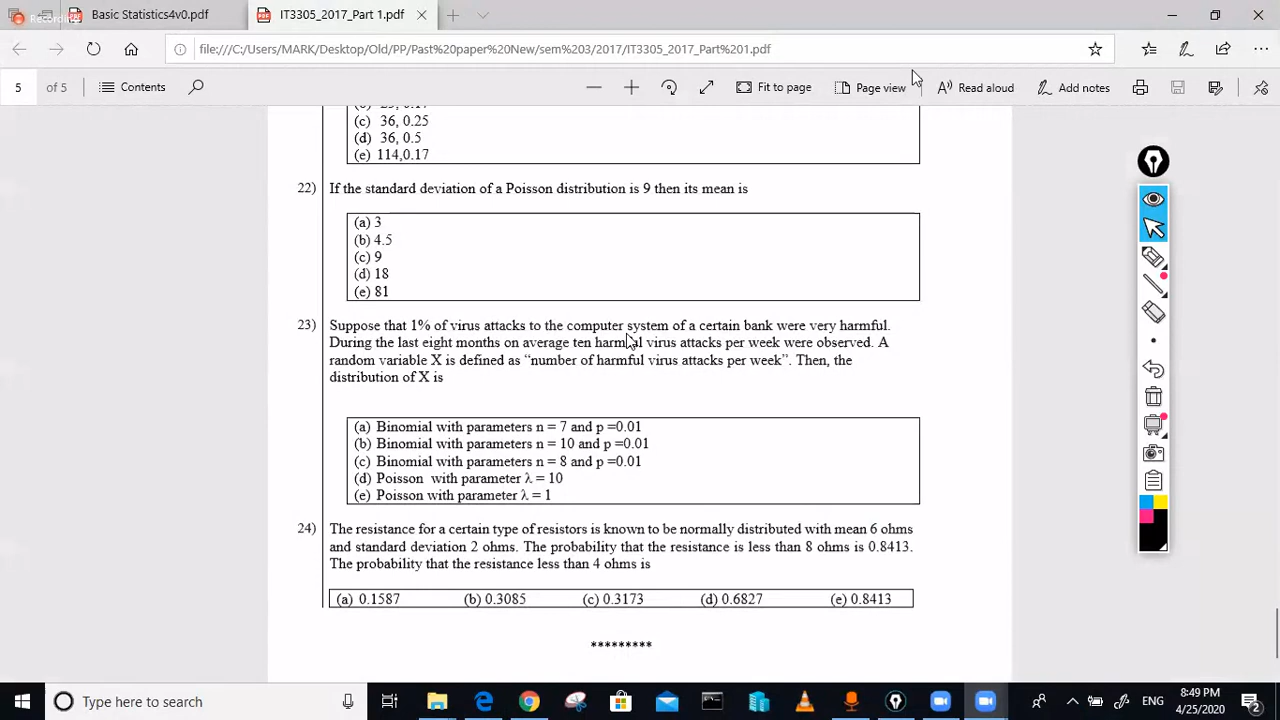 Recording
Basic Statistics4v0.pdf
IT3305_2017_Part 1.pdf
file:///C:/Users/MARK/Desktop/Old/PP/Past%20paper%20New/sem%203/2017/IT3305_2017_Part%201.pdf
5 of 5 Contents Fit to page Page view Read aloud Add notes
(c) 36, 0.25
(d) 36, 0.5
(e) 114,0.17
22) If the standard deviation of a Poisson distribution is 9 then its mean is
(a) 3
(b) 4.5
(c) 9
(d) 18
(e) 81
23) Suppose that 1% of virus attacks to the computer system of a certain bank were very harmful.
During the last eight months on average ten harmful virus attacks per week were observed. A
random variable X is defined as “number of harmful virus attacks per week”. Then, the
distribution of X is
(a) Binomial with parameters n = 7 and p =0.01
(b) Binomial with parameters n = 10 and p =0.01
(c) Binomial with parameters n = 8 and p =0.01
(d) Poisson with parameter λ = 10
(e) Poisson with parameter λ = 1
24) The resistance for a certain type of resistors is known to be normally distributed with mean 6 ohms
and standard deviation 2 ohms. The probability that the resistance is less than 8 ohms is 0.8413.
The probability that the resistance less than 4 ohms is
(a) 0.1587 (b) 0.3085 (c) 0.3173 (d) 0.6827 (e) 0.8413
*********
Type here to search
ENG
8:49 PM
4/25/2020
2